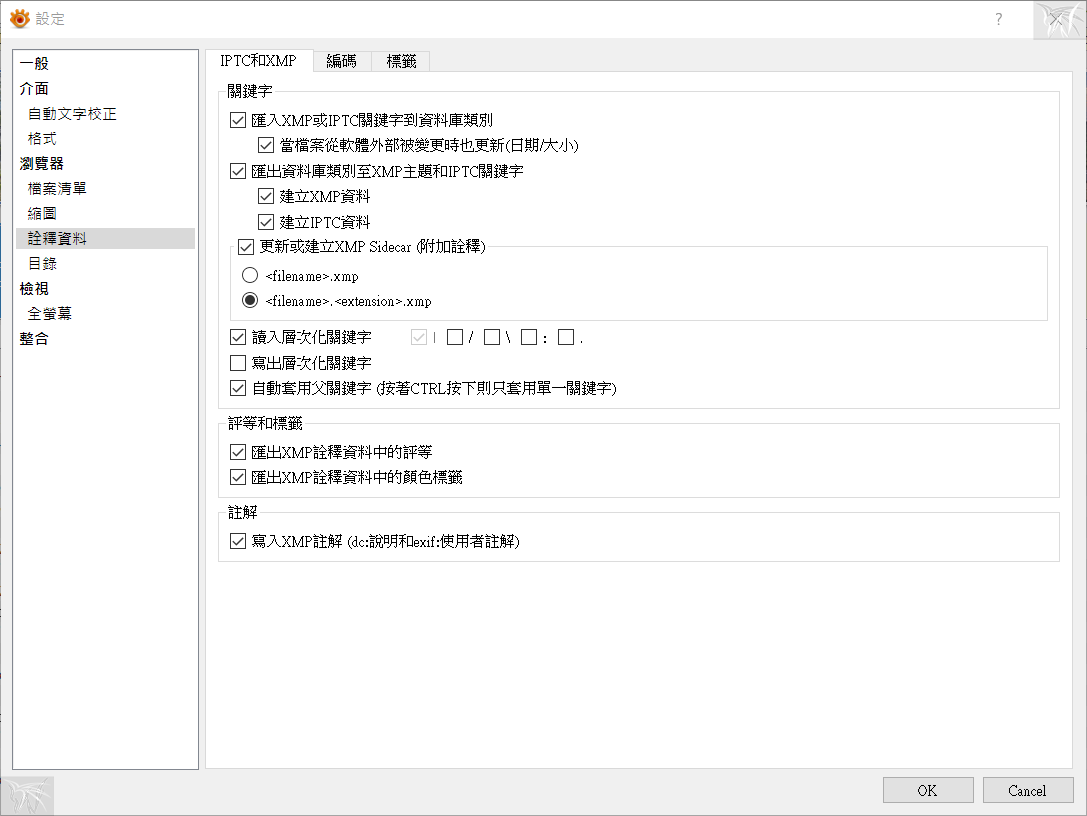 設定
?
一般
介面
自動文字校正
格式
瀏覽器
檔案清單
縮圖
詮釋資料
目錄
檢視
全螢幕
整合
IPTC和XMP 編碼 標籤
關鍵字
匯入XMP或IPTC關鍵字到資料庫類別
當檔案從軟體外部被變更時也更新(日期/大小)
匯出資料庫類別至XMP主題和IPTC關鍵字
建立XMP資料
建立IPTC資料
更新或建立XMP Sidecar (附加詮釋)
<filename>.xmp
<filename>.<extension>.xmp
讀入層次化關鍵字 | / \ : .
寫出層次化關鍵字
自動套用父關鍵字 (按著CTRL按下則只套用單一關鍵字)
評等和標籤
匯出XMP詮釋資料中的評等
匯出XMP詮釋資料中的顏色標籤
註解
寫入XMP註解 (dc:說明和exif:使用者註解)
OK Cancel